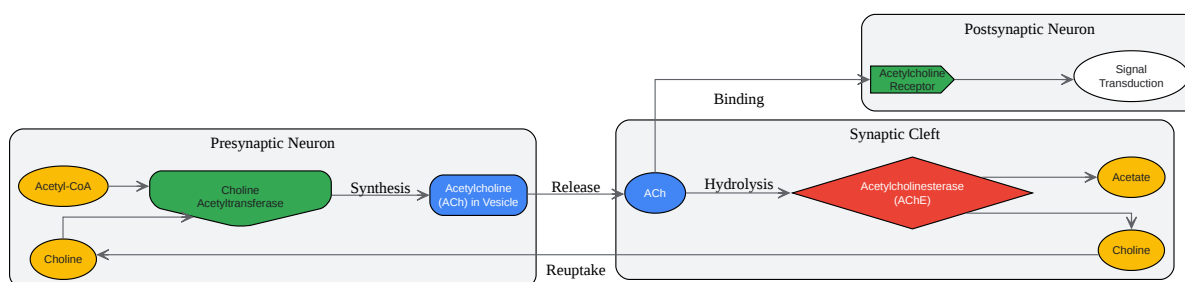 Postsynaptic Neuron
Acetylcholine
Receptor
Signal
Transduction
Binding
Presynaptic Neuron
Synaptic Cleft
Acetyl-CoA
Choline
Acetyltransferase
Synthesis
Acetylcholine
(ACh) in Vesicle
Release
ACh
Hydrolysis
Acetylcholinesterase
(AChE)
Acetate
Choline
Choline
Reuptake